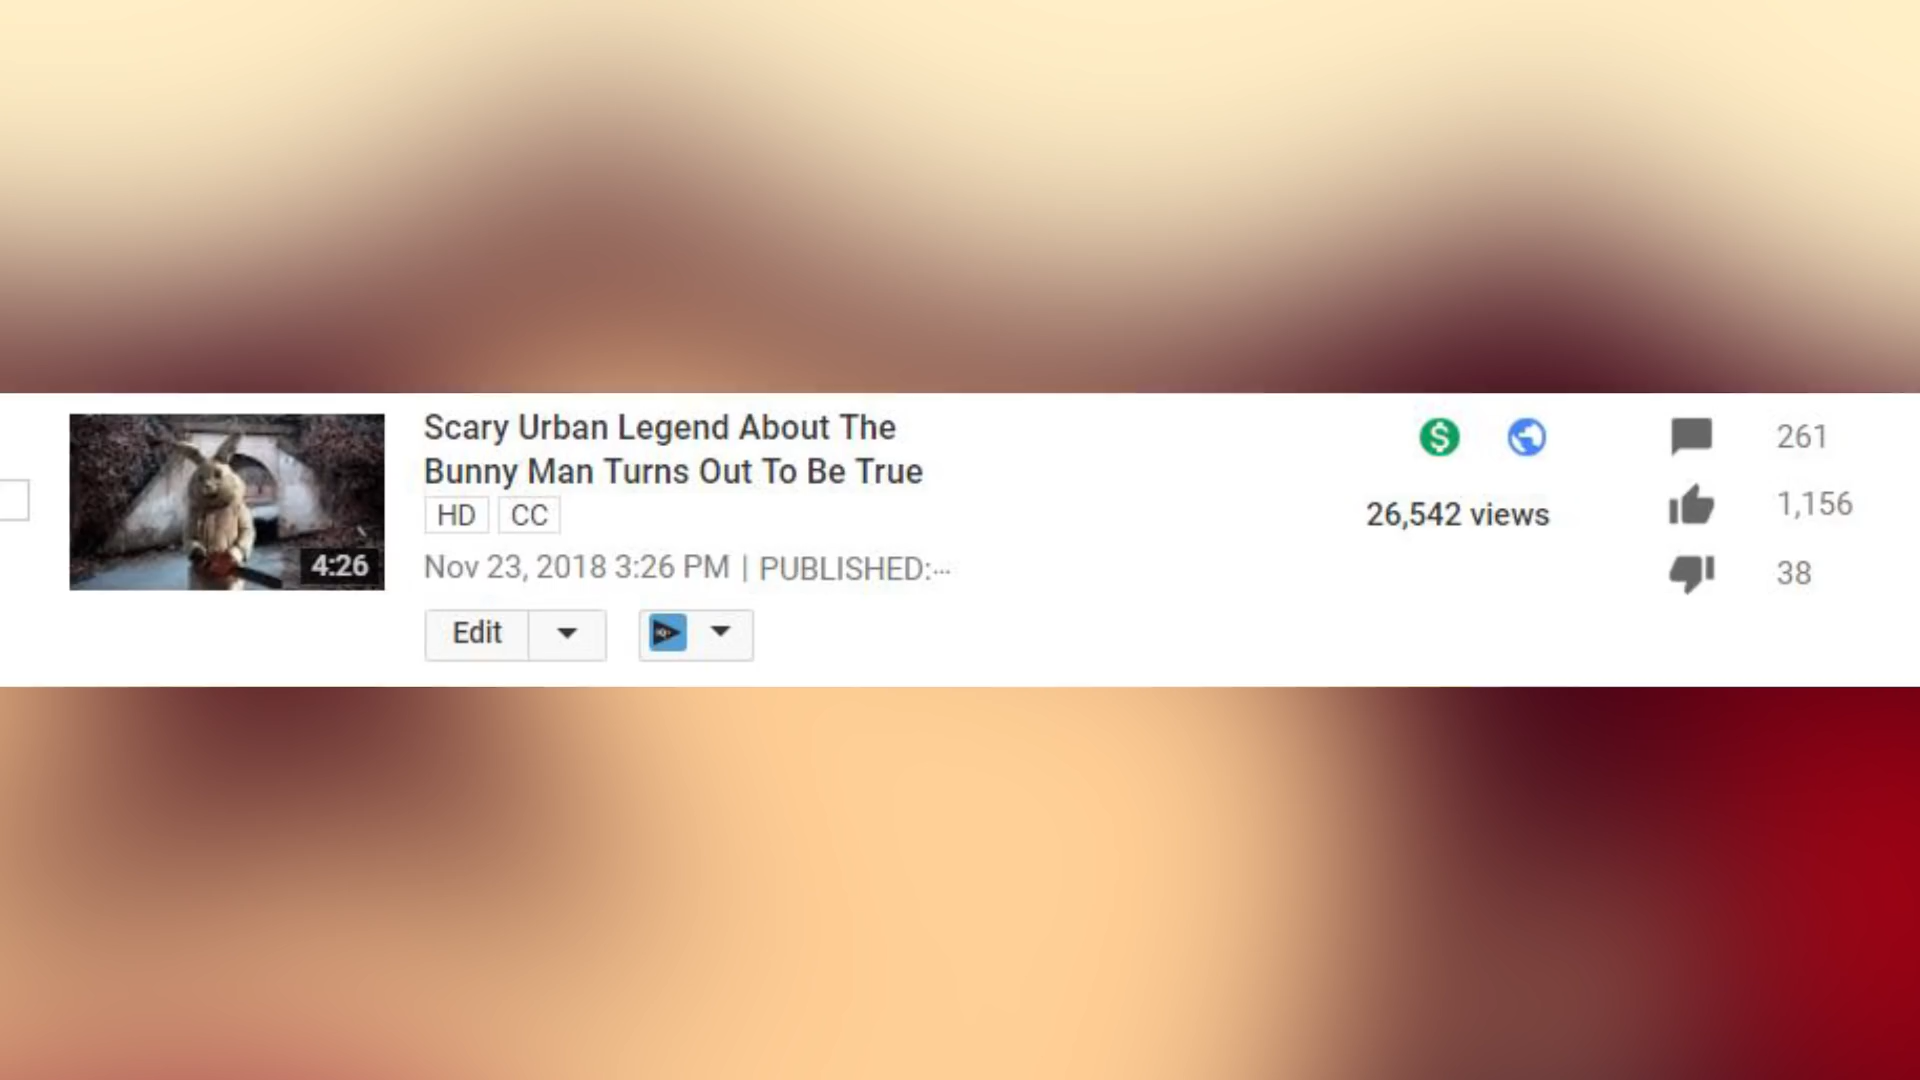 Scary Urban Legend About The
Bunny Man Turns Out To Be True
HD CC
4:26
Nov 23, 2018 3:26 PM | PUBLISHED:...
Edit
26,542 views
261
1,156
38